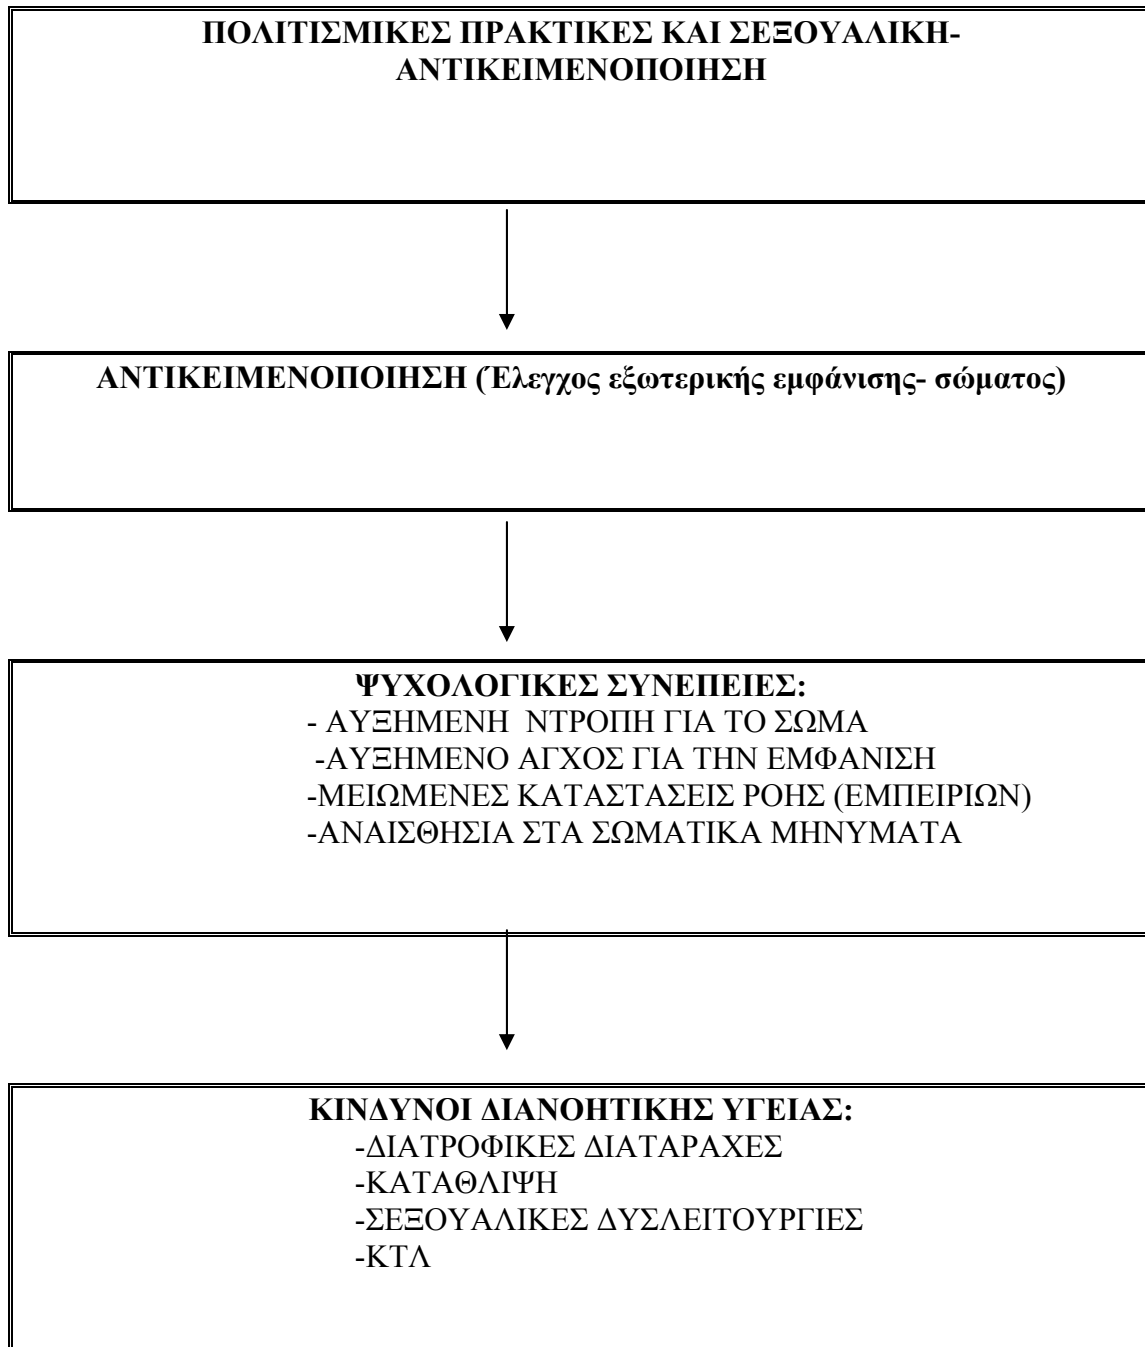 ΠΟΛΙΤΙΣΜΙΚΕΣ ΠΡΑΚΤΙΚΕΣ ΚΑΙ ΣΕΞΟΥΑΛΙΚΗ-
ΑΝΤΙΚΕΙΜΕΝΟΠΟΙΗΣΗ
ΑΝΤΙΚΕΙΜΕΝΟΠΟΙΗΣΗ (Έλεγχος εξωτερικής εμφάνισης- σώματος)
ΨΥΧΟΛΟΓΙΚΕΣ ΣΥΝΕΠΕΙΕΣ:
- ΑΥΞΗΜΕΝΗ ΝΤΡΟΠΗ ΓΙΑ ΤΟ ΣΩΜΑ
-ΑΥΞΗΜΕΝΟ ΑΓΧΟΣ ΓΙΑ ΤΗΝ ΕΜΦΑΝΙΣΗ
-ΜΕΙΩΜΕΝΕΣ ΚΑΤΑΣΤΑΣΕΙΣ ΡΟΗΣ (ΕΜΠΕΙΡΙΩΝ)
-ΑΝΑΙΣΘΗΣΙΑ ΣΤΑ ΣΩΜΑΤΙΚΑ ΜΗΝΥΜΑΤΑ
ΚΙΝΔΥΝΟΙ ΔΙΑΝΟΗΤΙΚΗΣ ΥΓΕΙΑΣ:
-ΔΙΑΤΡΟΦΙΚΕΣ ΔΙΑΤΑΡΑΧΕΣ
-ΚΑΤΑΘΛΙΨΗ
-ΣΕΞΟΥΑΛΙΚΕΣ ΔΥΣΛΕΙΤΟΥΡΓΙΕΣ
-ΚΤΛ